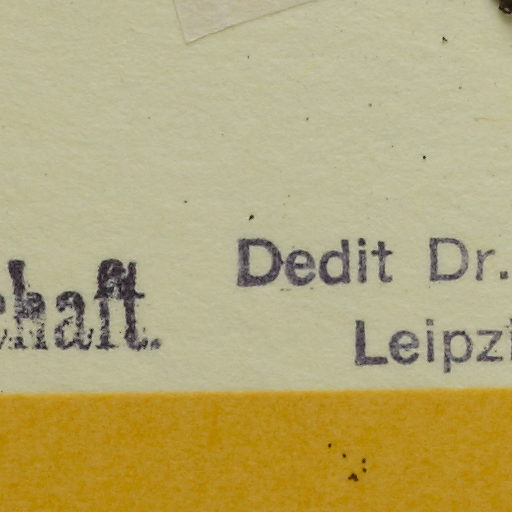 chaft.
Dedit Dr.
Leipzi